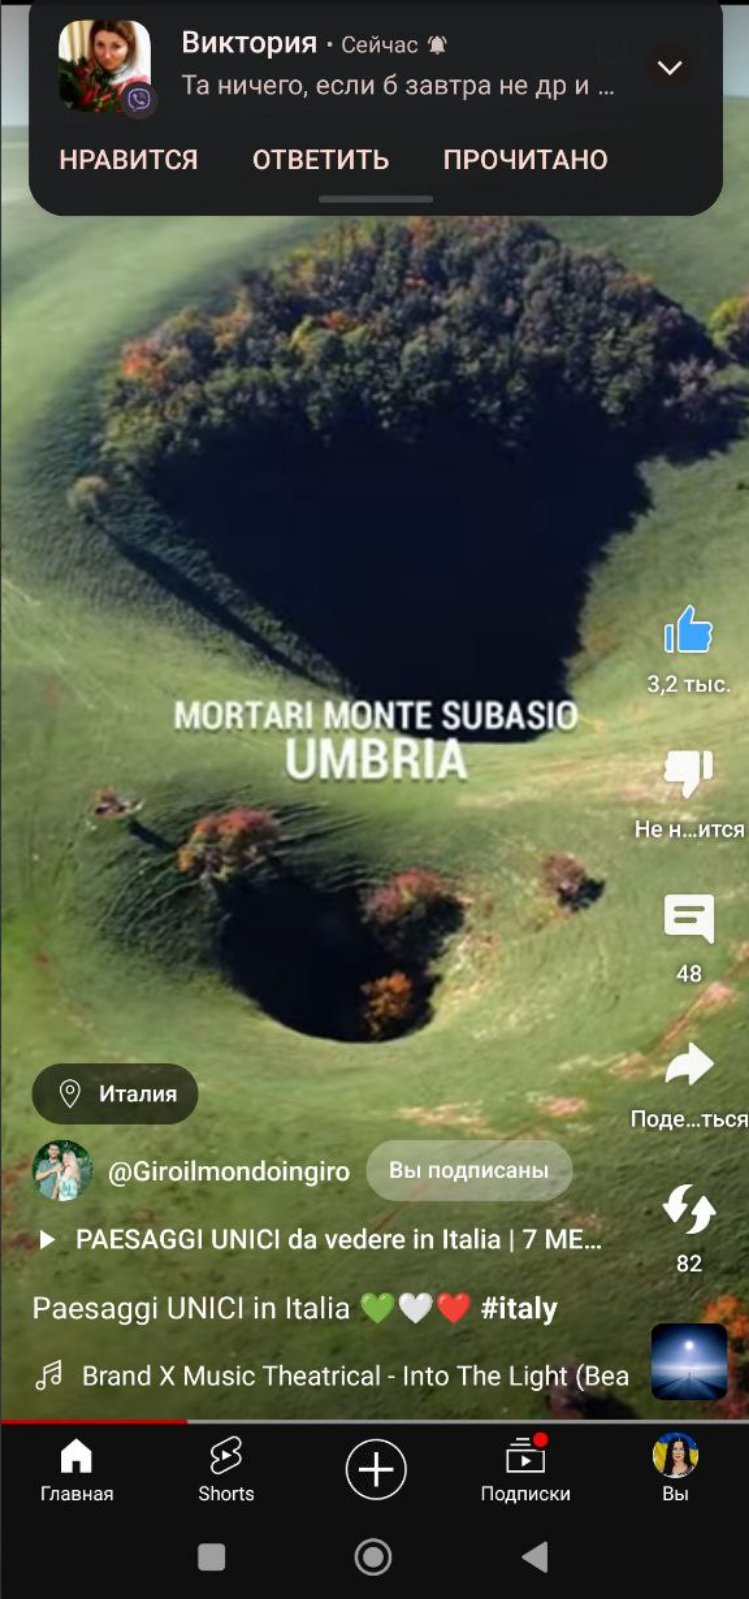 Виктория • Сейчас
Та ничего, если б завтра не др и ...
НРАВИТСЯ ОТВЕТИТЬ ПРОЧИТАНО
MORTARI MONTE SUBASIO
UMBRIA
3,2 тыс.
Не н...ится
48
Поде...ться
82
Италия
@Giroilmondoingiro Вы подписаны
PAESAGGI UNICI da vedere in Italia | 7 ME...
Paesaggi UNICI in Italia 💚🤍❤️ #italy
Brand X Music Theatrical - Into The Light (Bea
Главная Shorts Подписки Вы